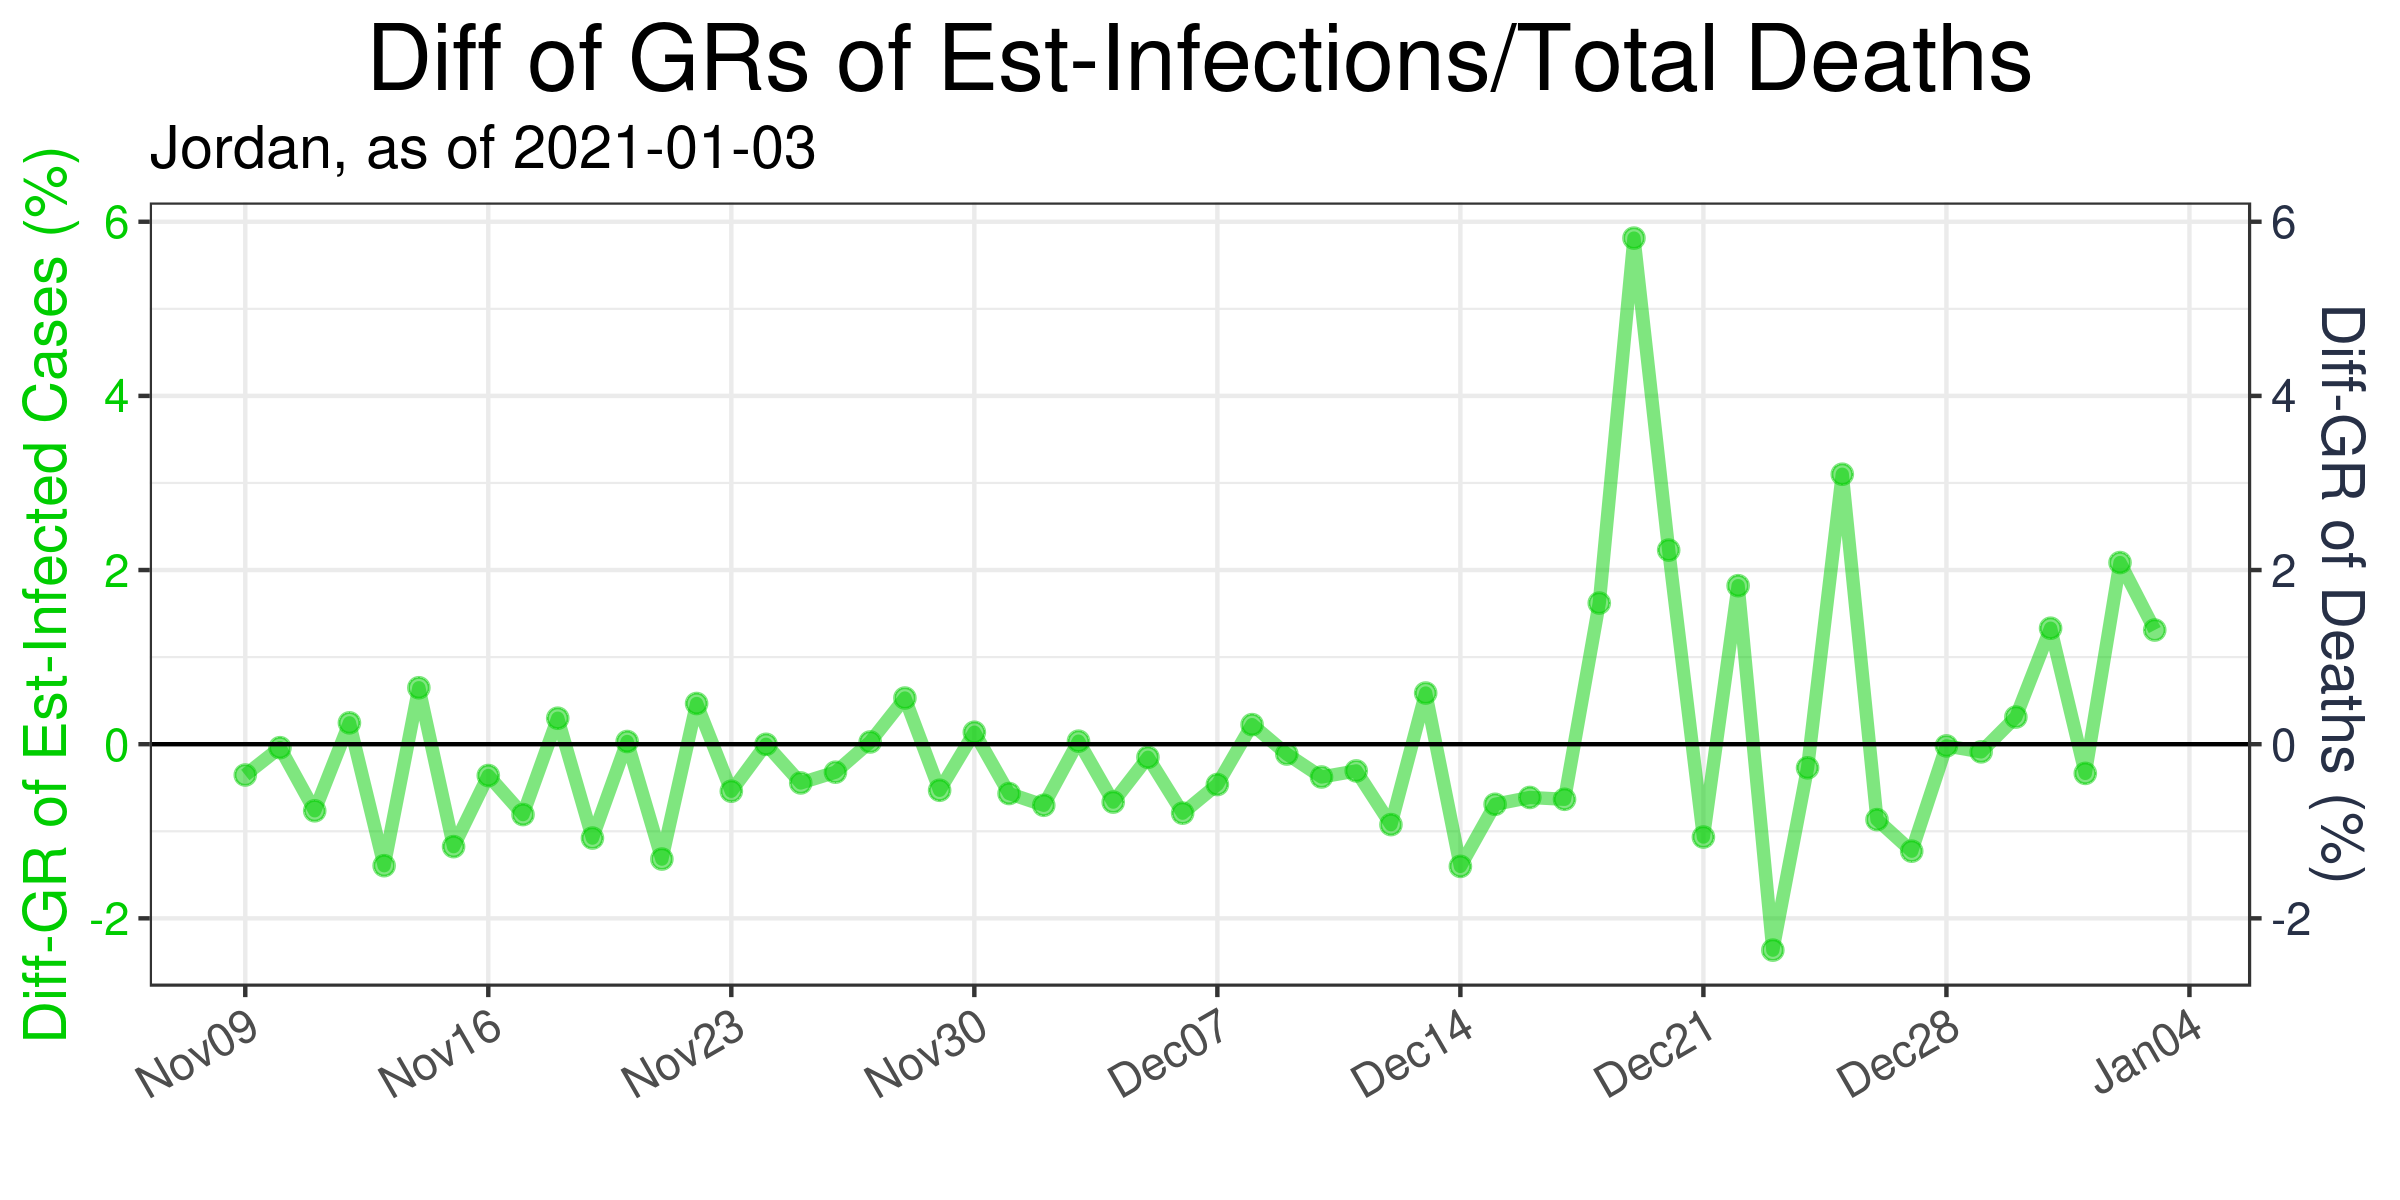 Diff of GRs of Est-Infections/Total Deaths
Jordan, as of 2021-01-03
Diff-GR of Est-Infected Cases (%)
6
4
2
0
-2
6
4
2
0
-2
Diff-GR of Deaths (%)
Nov09
Nov16
Nov23
Nov30
Dec07
Dec14
Dec21
Dec28
Jan04